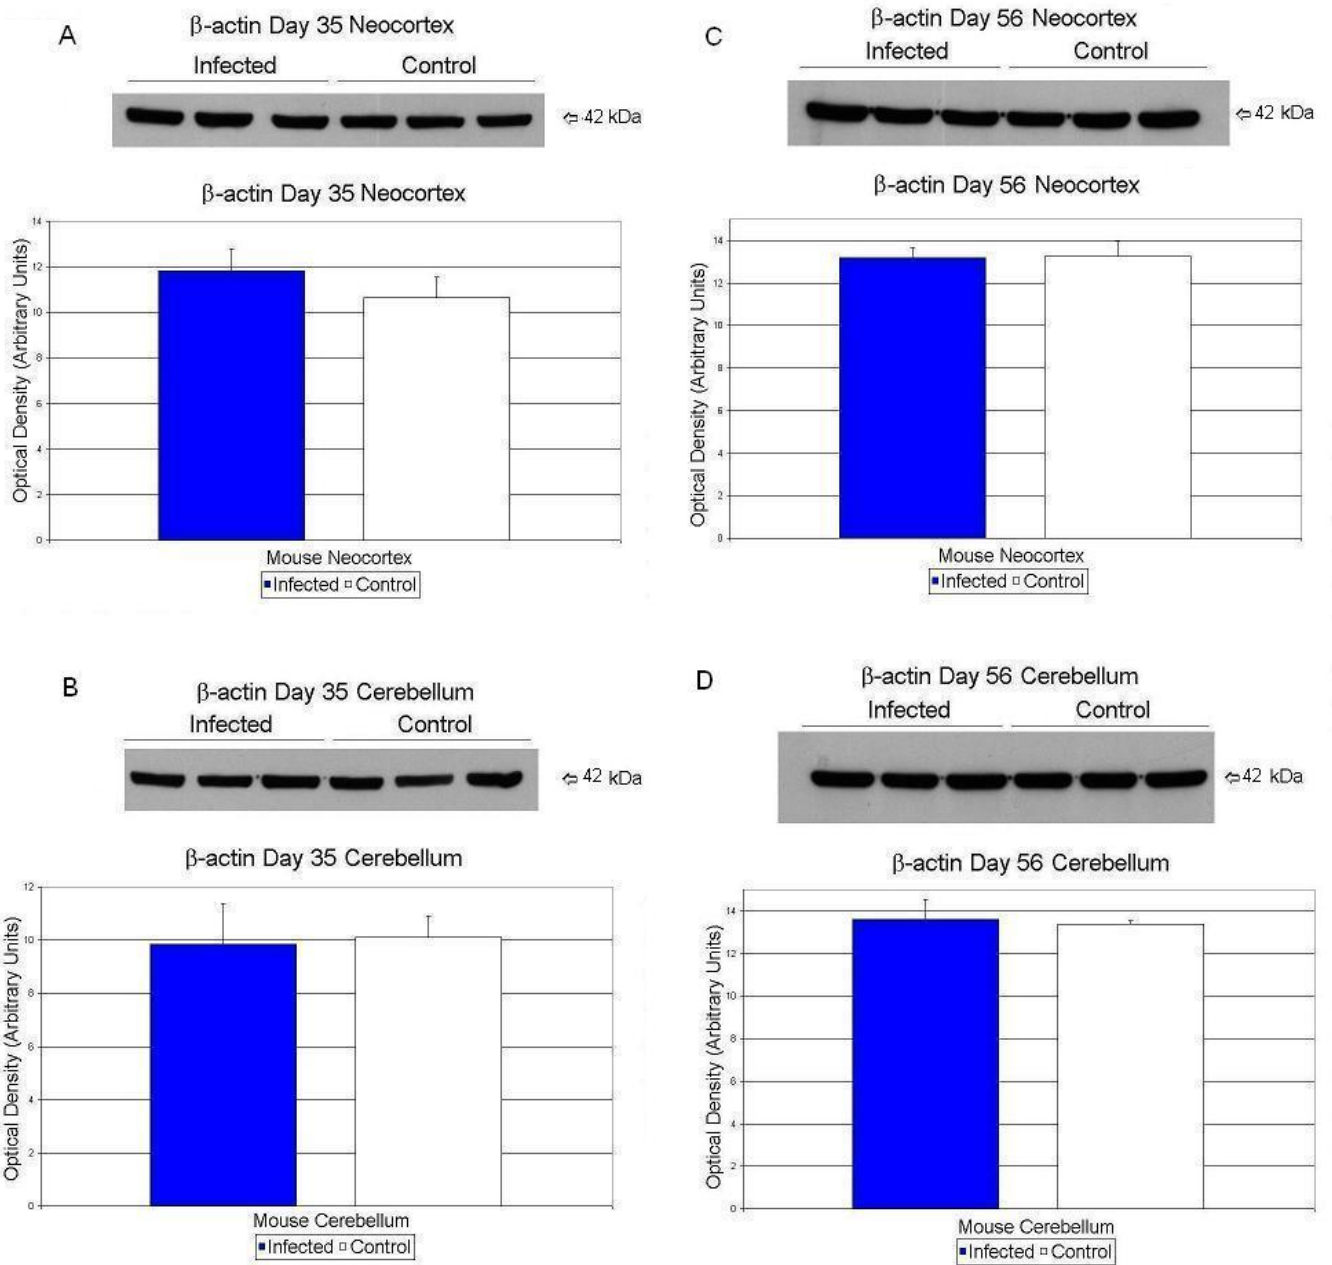 A
β-actin Day 35 Neocortex
Infected Control
⇦ 42 kDa
β-actin Day 35 Neocortex
Optical Density (Arbitrary Units)
14
12
10
8
6
4
2
0
Mouse Neocortex
Infected Control
B
β-actin Day 35 Cerebellum
Infected Control
⇦ 42 kDa
β-actin Day 35 Cerebellum
Optical Density (Arbitrary Units)
12
10
8
6
4
2
0
Mouse Cerebellum
Infected Control
C
β-actin Day 56 Neocortex
Infected Control
⇦ 42 kDa
β-actin Day 56 Neocortex
Optical Density (Arbitrary Units)
14
12
10
8
6
4
2
0
Mouse Neocortex
Infected Control
D
β-actin Day 56 Cerebellum
Infected Control
⇦ 42 kDa
β-actin Day 56 Cerebellum
Optical Density (Arbitrary Units)
14
12
10
8
6
4
2
0
Mouse Cerebellum
Infected Control